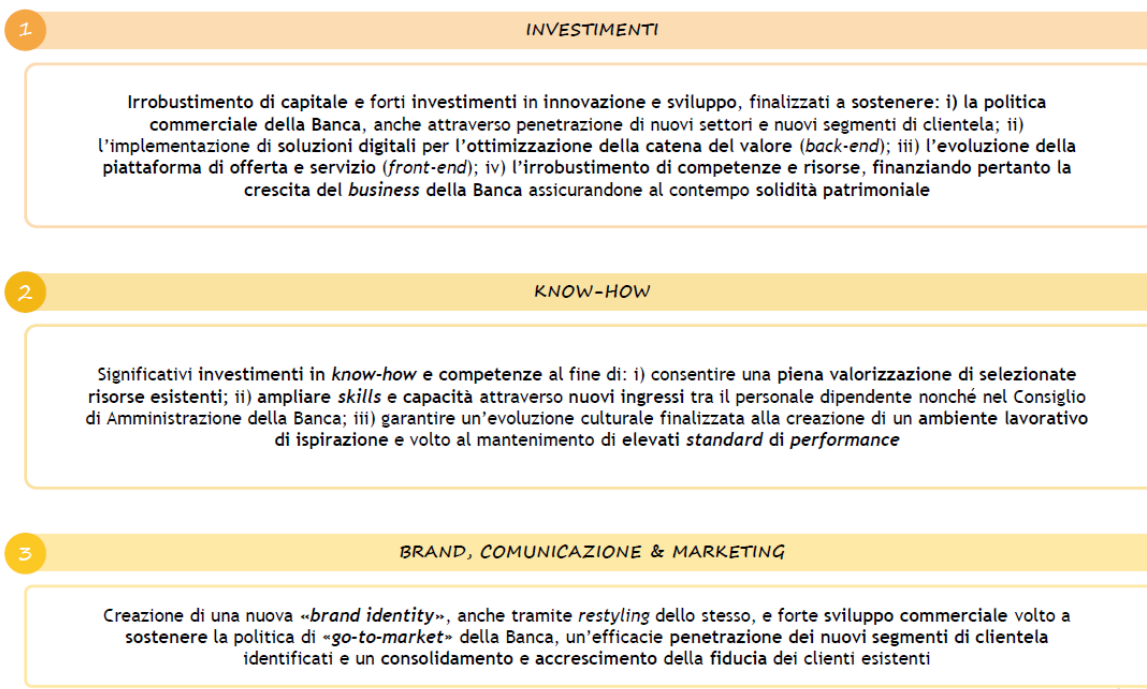 1
INVESTIMENTI
Irrobustimento di capitale e forti investimenti in innovazione e sviluppo, finalizzati a sostenere: i) la politica
commerciale della Banca, anche attraverso penetrazione di nuovi settori e nuovi segmenti di clientela; ii)
l'implementazione di soluzioni digitali per l'ottimizzazione della catena del valore (back-end); iii) l'evoluzione della
piattaforma di offerta e servizio (front-end); iv) l'irrobustimento di competenze e risorse, finanziando pertanto la
crescita del business della Banca assicurandone al contempo solidità patrimoniale
2
KNOW-HOW
Significativi investimenti in know-how e competenze al fine di: i) consentire una piena valorizzazione di selezionate
risorse esistenti; ii) ampliare skills e capacità attraverso nuovi ingressi tra il personale dipendente nonché nel Consiglio
di Amministrazione della Banca; iii) garantire un'evoluzione culturale finalizzata alla creazione di un ambiente lavorativo
di ispirazione e volto al mantenimento di elevati standard di performance
3
BRAND, COMUNICAZIONE & MARKETING
Creazione di una nuova «brand identity», anche tramite restyling dello stesso, e forte sviluppo commerciale volto a
sostenere la politica di «go-to-market» della Banca, un'efficacie penetrazione dei nuovi segmenti di clientela
identificati e un consolidamento e accrescimento della fiducia dei clienti esistenti